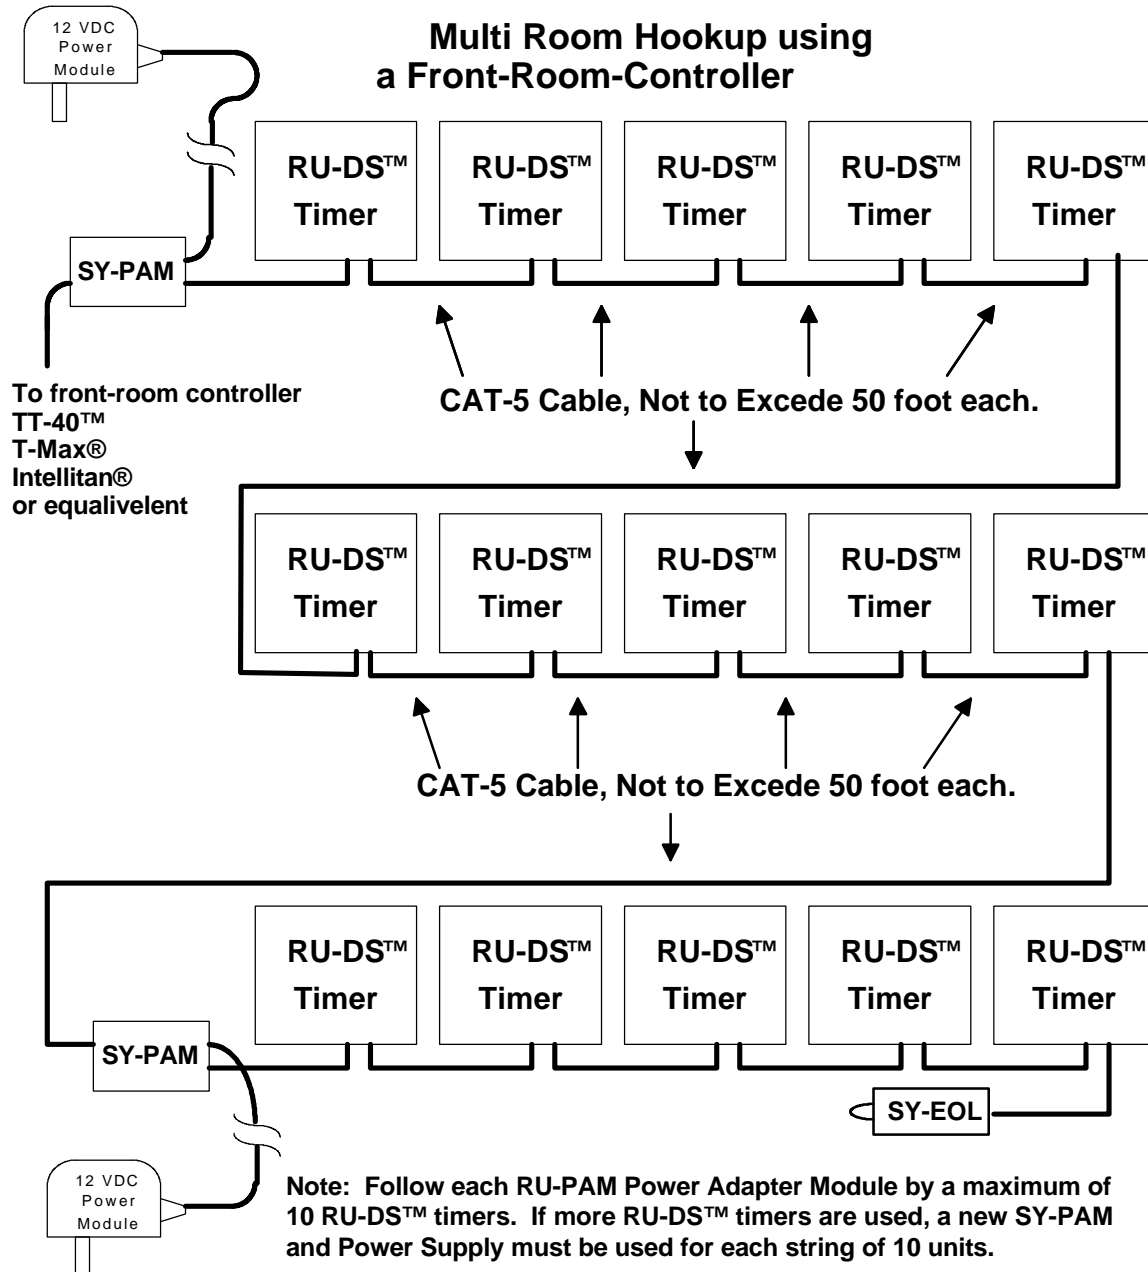 12 VDC
Power
Module
Multi Room Hookup using
a Front-Room-Controller
RU-DS™ RU-DS™ RU-DS™ RU-DS™ RU-DS™
Timer Timer Timer Timer Timer
SY-PAM
To front-room controller
TT-40™
T-Max®
Intellitan®
or equalivelent
CAT-5 Cable, Not to Excede 50 foot each.
RU-DS™ RU-DS™ RU-DS™ RU-DS™ RU-DS™
Timer Timer Timer Timer Timer
CAT-5 Cable, Not to Excede 50 foot each.
RU-DS™ RU-DS™ RU-DS™ RU-DS™ RU-DS™
Timer Timer Timer Timer Timer
SY-PAM
SY-EOL
12 VDC
Power
Module
Note: Follow each RU-PAM Power Adapter Module by a maximum of
10 RU-DS™ timers. If more RU-DS™ timers are used, a new SY-PAM
and Power Supply must be used for each string of 10 units.